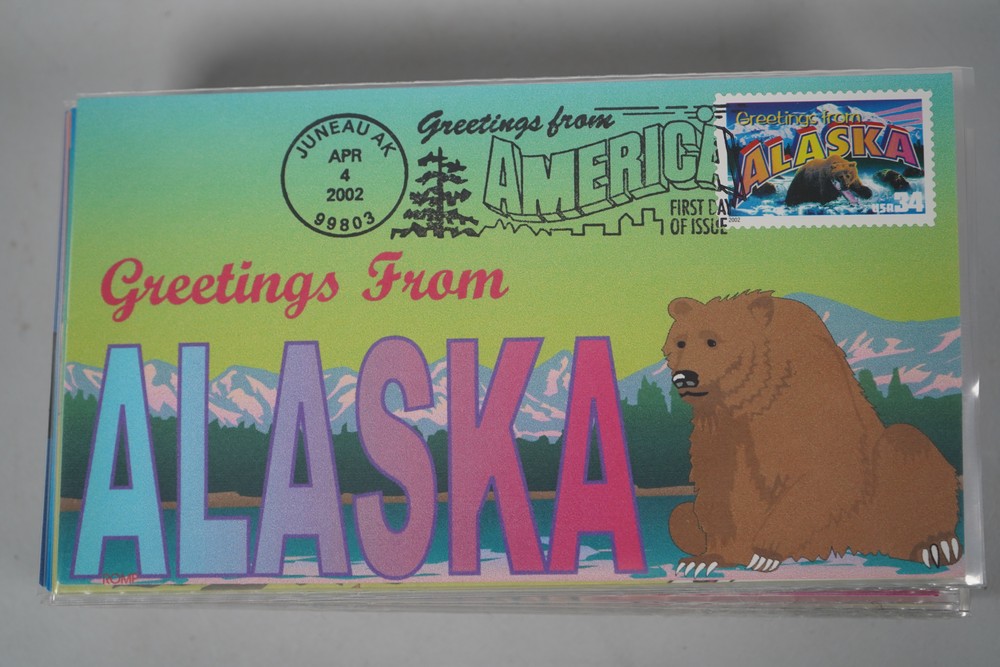 JUNEAU AK
APR
4
2002
99803
Greetings from
AMERICA
FIRST DAY
OF ISSUE
Greetings from
ALASKA
USA 34
2002
Greetings From
ALASKA